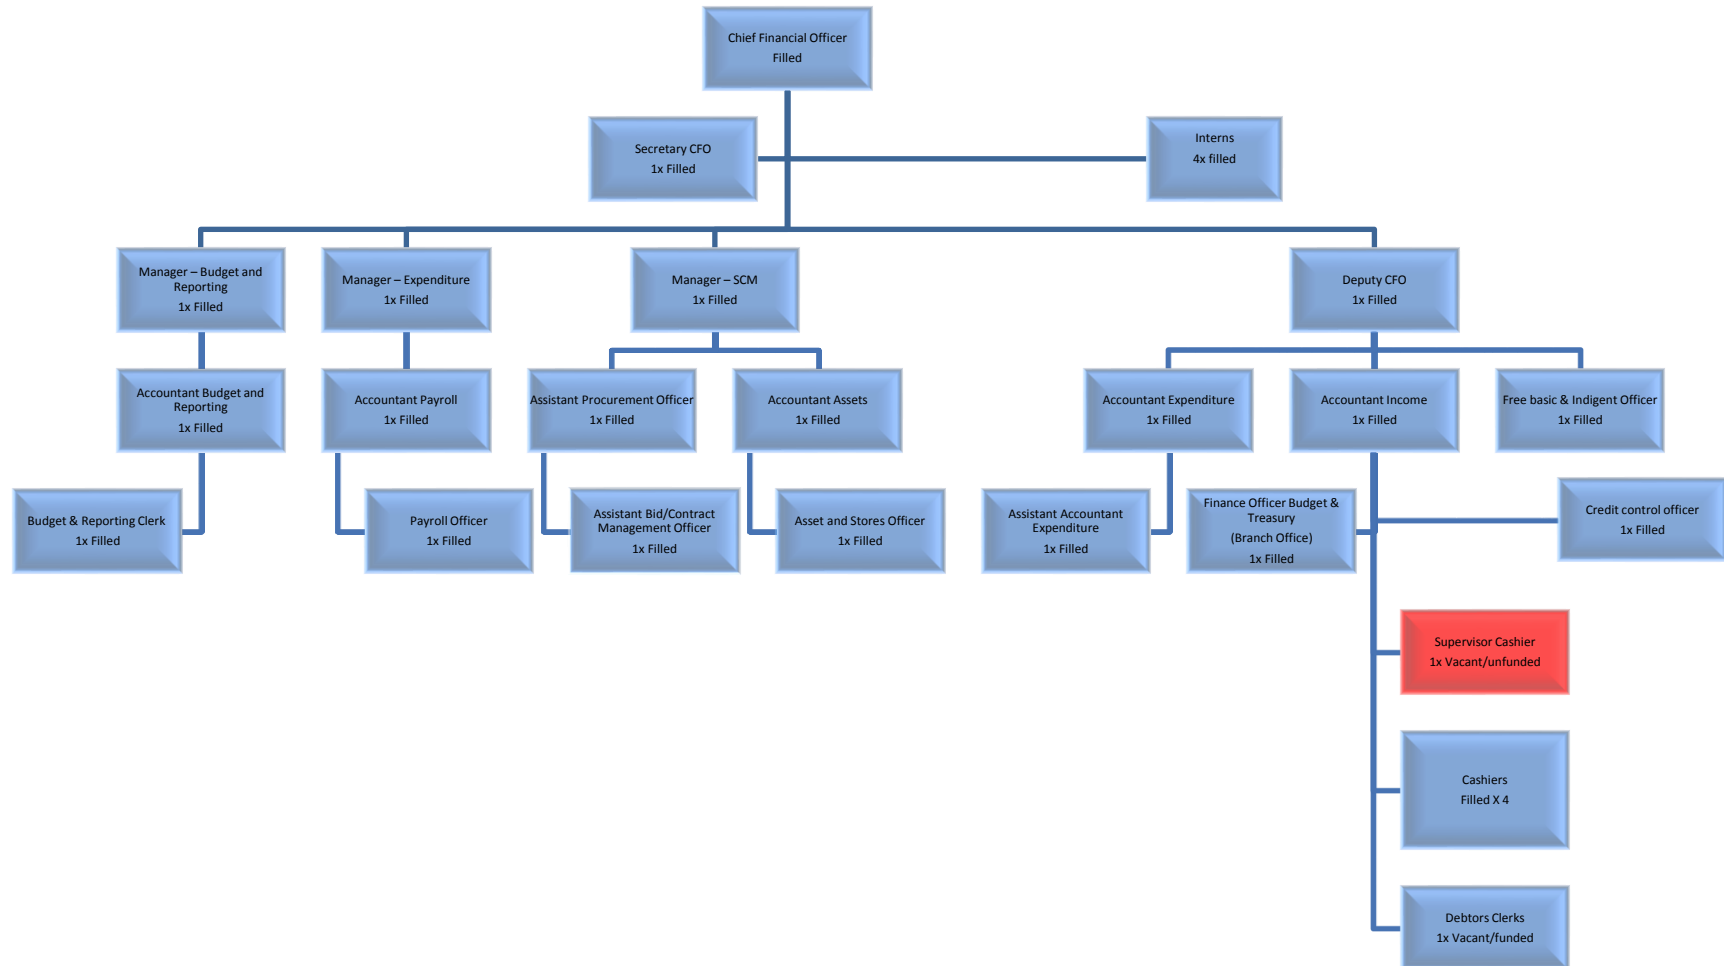 Chief Financial Officer
Filled
Secretary CFO
1x Filled
Interns
4x filled
Manager – Budget and
Reporting
1x Filled
Manager – Expenditure
1x Filled
Manager – SCM
1x Filled
Deputy CFO
1x Filled
Accountant Budget and
Reporting
1x Filled
Accountant Payroll
1x Filled
Assistant Procurement Officer
1x Filled
Accountant Assets
1x Filled
Accountant Expenditure
1x Filled
Accountant Income
1x Filled
Free basic & Indigent Officer
1x Filled
Budget & Reporting Clerk
1x Filled
Payroll Officer
1x Filled
Assistant Bid/Contract
Management Officer
1x Filled
Asset and Stores Officer
1x Filled
Assistant Accountant
Expenditure
1x Filled
Finance Officer Budget &
Treasury
(Branch Office)
1x Filled
Credit control officer
1x Filled
Supervisor Cashier
1x Vacant/unfunded
Cashiers
Filled X 4
Debtors Clerks
1x Vacant/funded